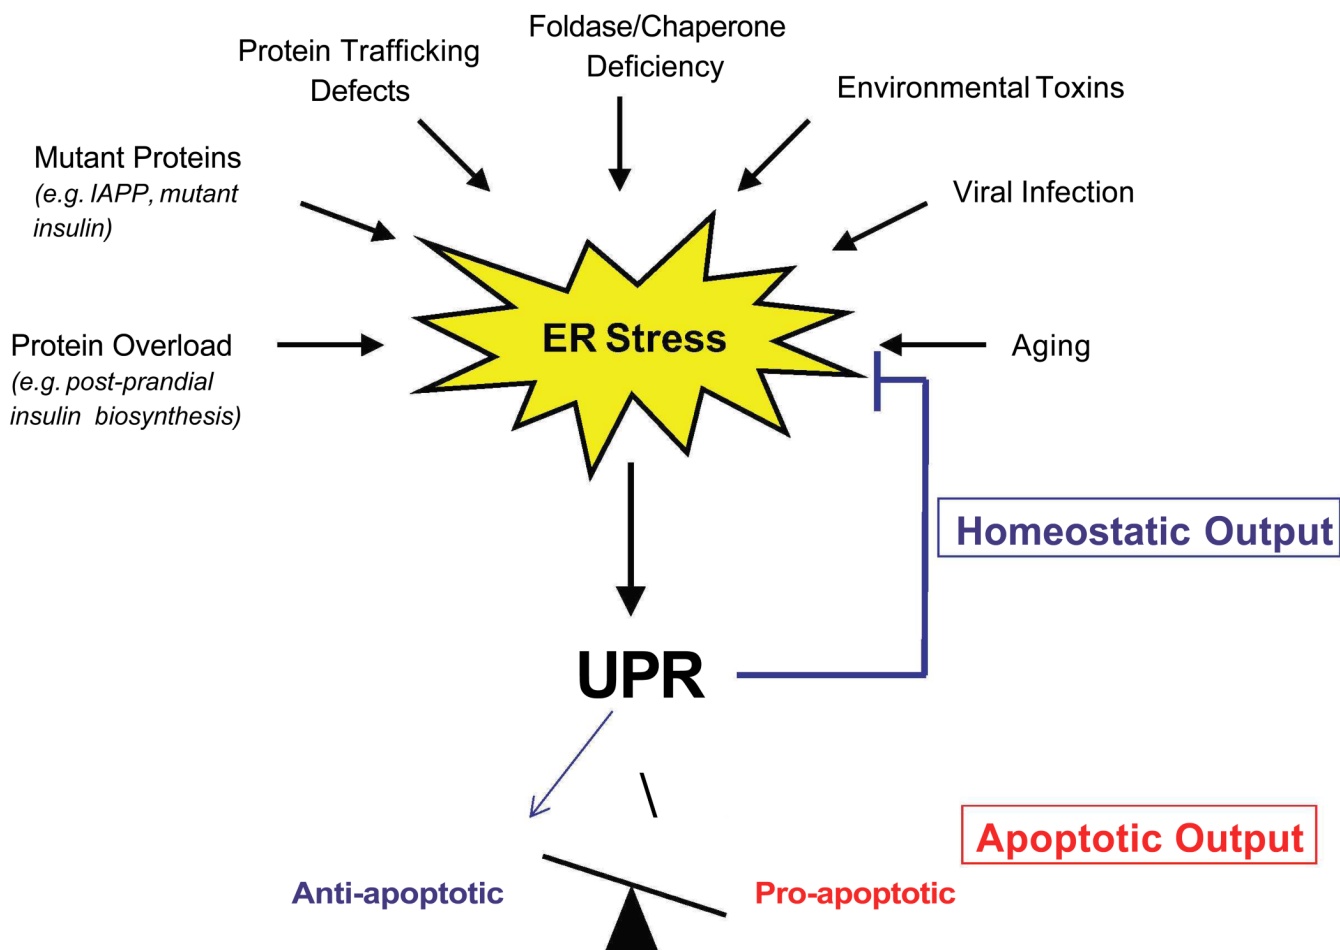 Foldase/Chaperone
Deficiency
Protein Trafficking
Defects
Environmental Toxins
Mutant Proteins
(e.g. IAPP, mutant
insulin)
Viral Infection
ER Stress
Protein Overload
(e.g. post-prandial
insulin biosynthesis)
Aging
Homeostatic Output
UPR
Apoptotic Output
Anti-apoptotic
Pro-apoptotic